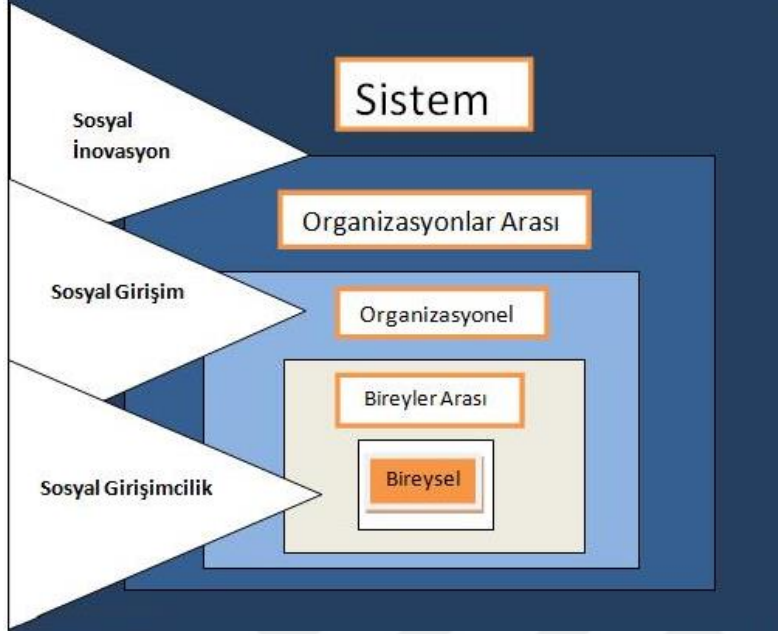 Sistem
Sosyal
İnovasyon
Organizasyonlar Arası
Sosyal Girişim
Organizasyonel
Bireyler Arası
Bireysel
Sosyal Girişimcilik